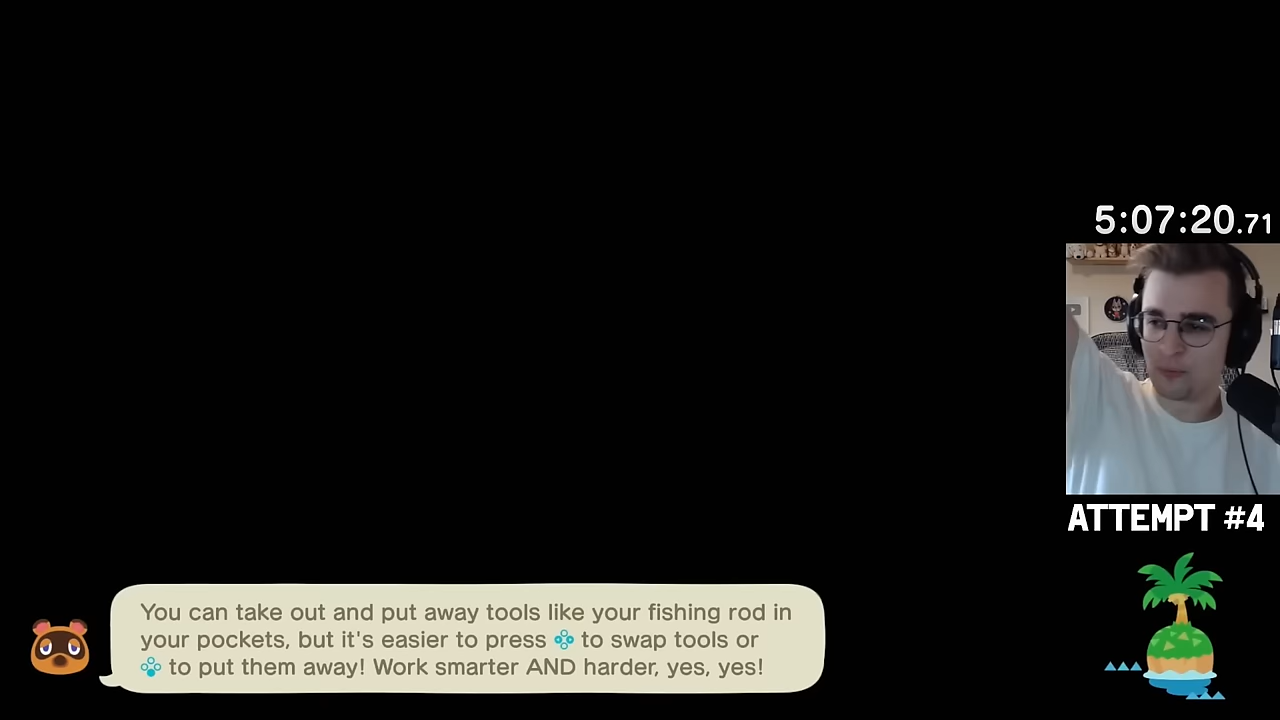 5:07:20.71
ATTEMPT #4
You can take out and put away tools like your fishing rod in
your pockets, but it's easier to press to swap tools or
to put them away! Work smarter AND harder, yes, yes!